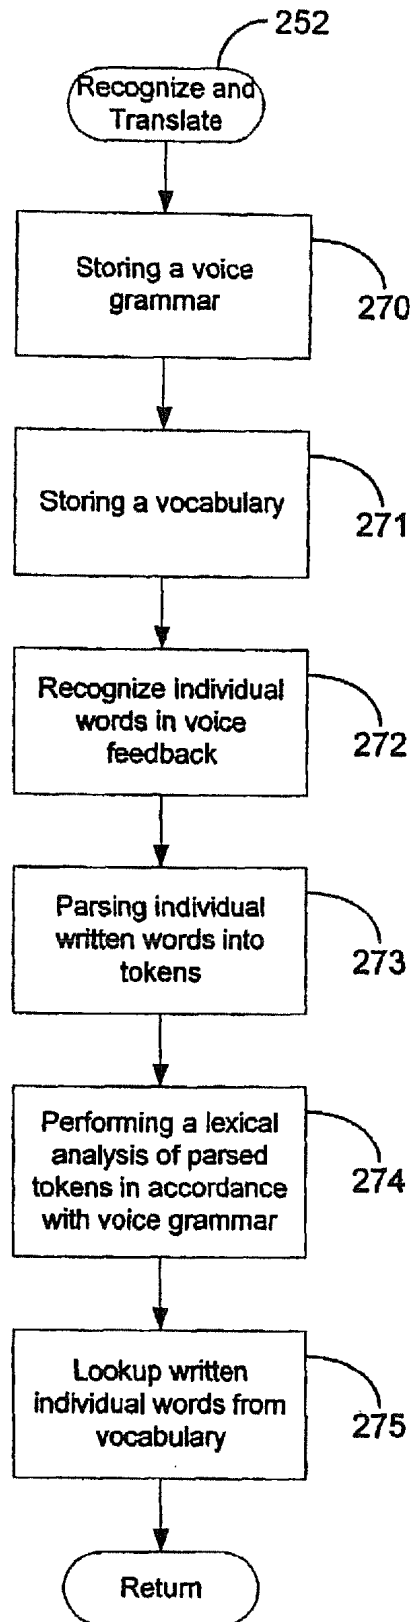 252
Recognize and
Translate
Storing a voice
grammar
270
Storing a vocabulary
271
Recognize individual
words in voice
feedback
272
Parsing individual
written words into
tokens
273
Performing a lexical
analysis of parsed
tokens in accordance
with voice grammar
274
Lookup written
individual words from
vocabulary
275
Return